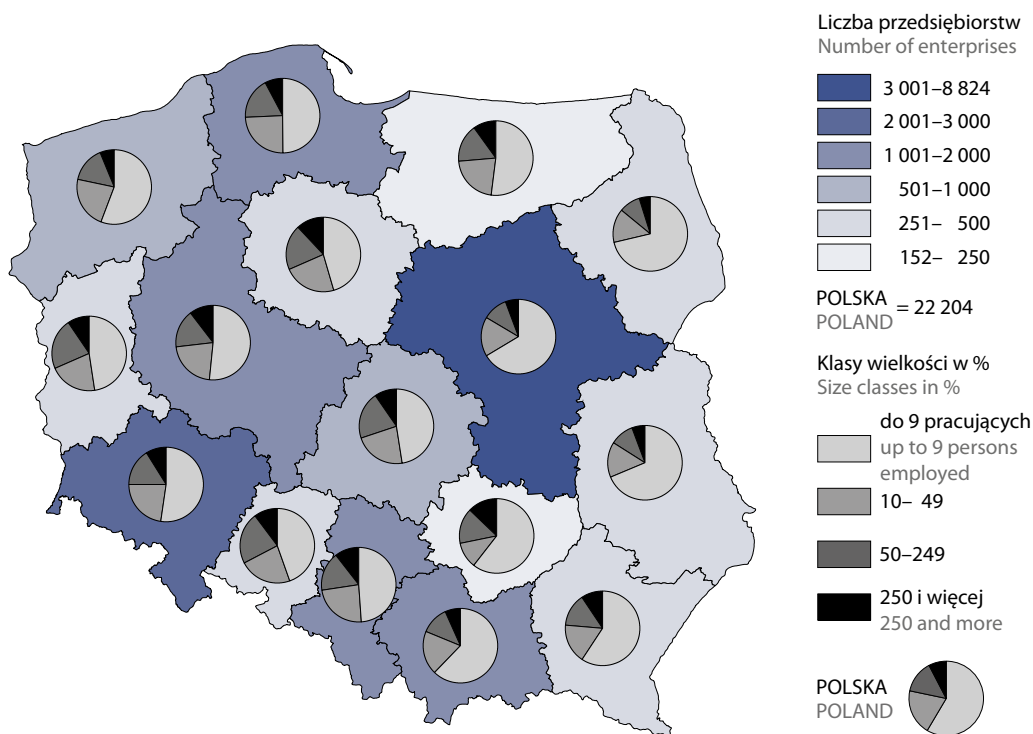 Liczba przedsiębiorstw
Number of enterprises
3 001–8 824
2 001–3 000
1 001–2 000
501–1 000
251– 500
152– 250
POLSKA
POLAND = 22 204
Klasy wielkości w %
Size classes in %
do 9 pracujących
up to 9 persons
employed
10– 49
50–249
250 i więcej
250 and more
POLSKA
POLAND